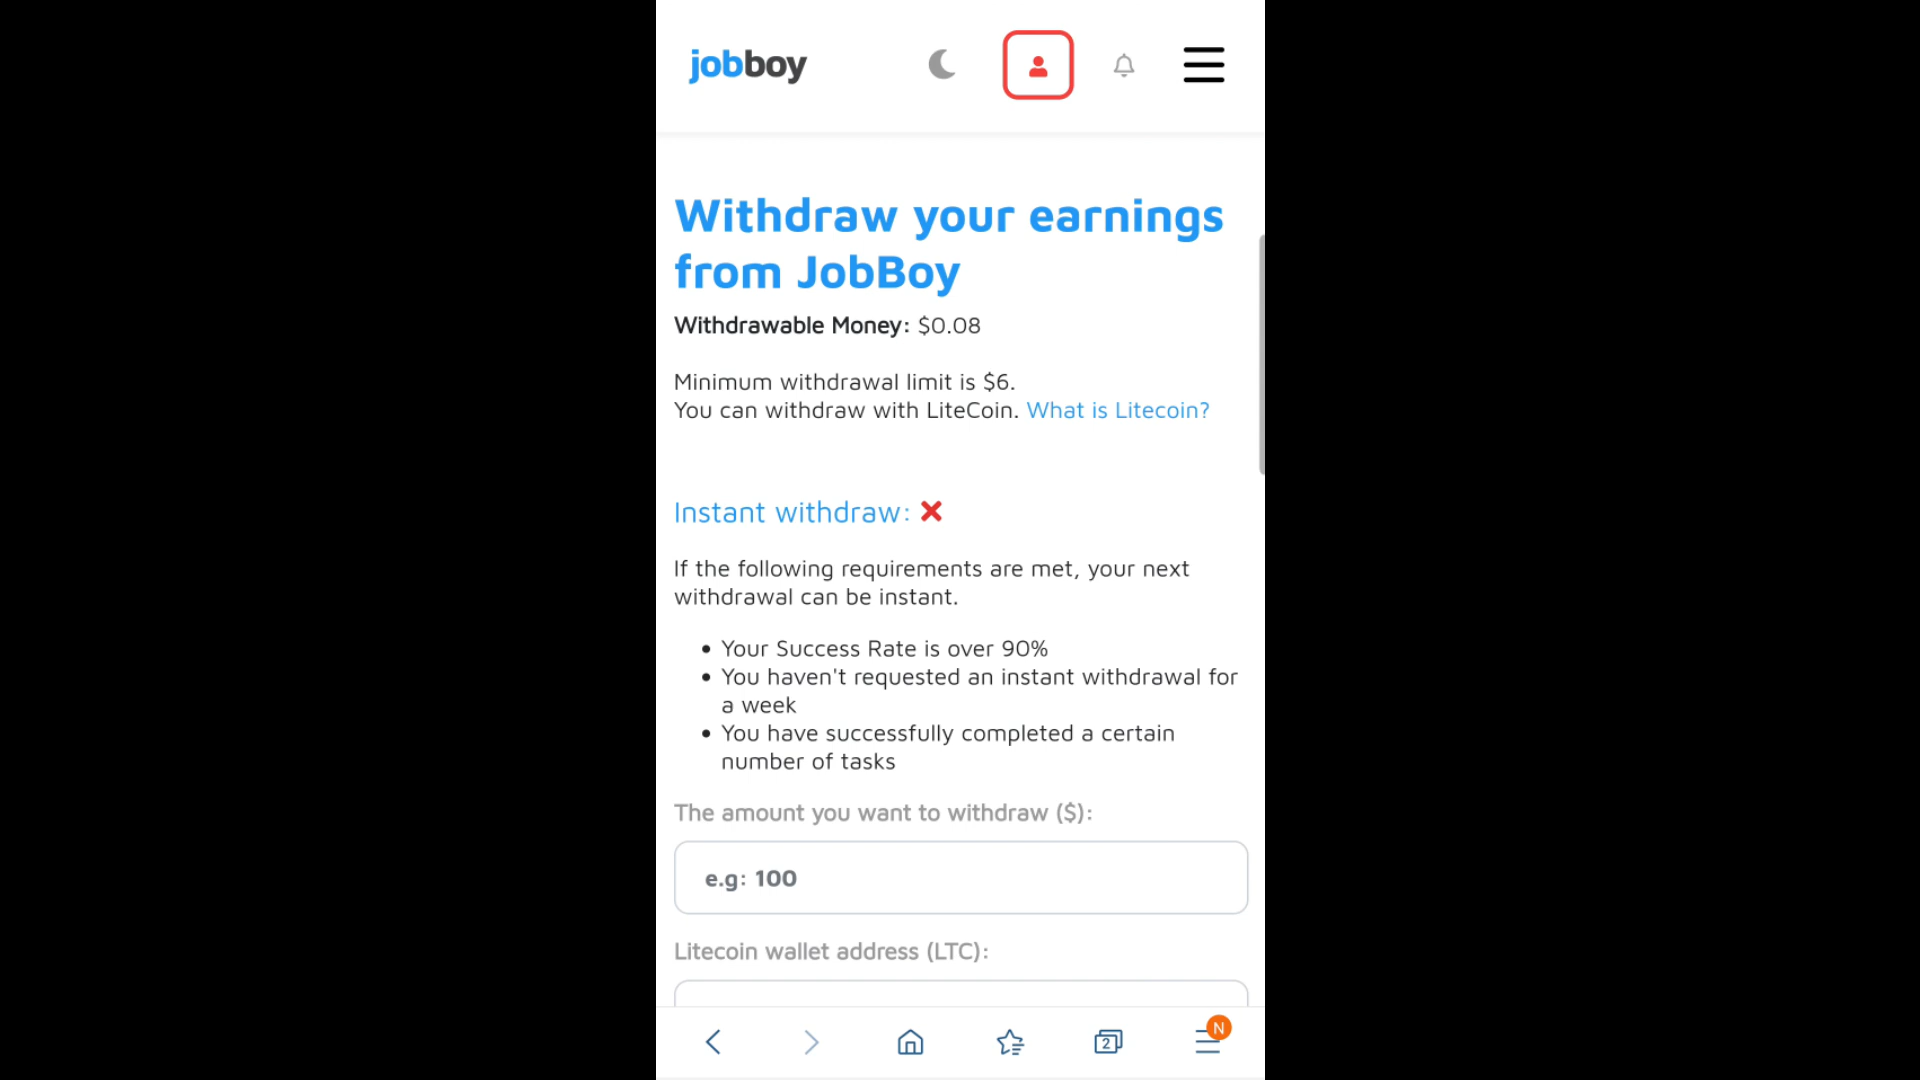 jobboy
Withdraw your earnings
from JobBoy
Withdrawable Money: $0.08
Minimum withdrawal limit is $6.
You can withdraw with LiteCoin. What is Litecoin?
Instant withdraw: ❌
If the following requirements are met, your next
withdrawal can be instant.
• Your Success Rate is over 90%
• You haven't requested an instant withdrawal for
a week
• You have successfully completed a certain
number of tasks
The amount you want to withdraw ($):
e.g: 100
Litecoin wallet address (LTC):
2
N